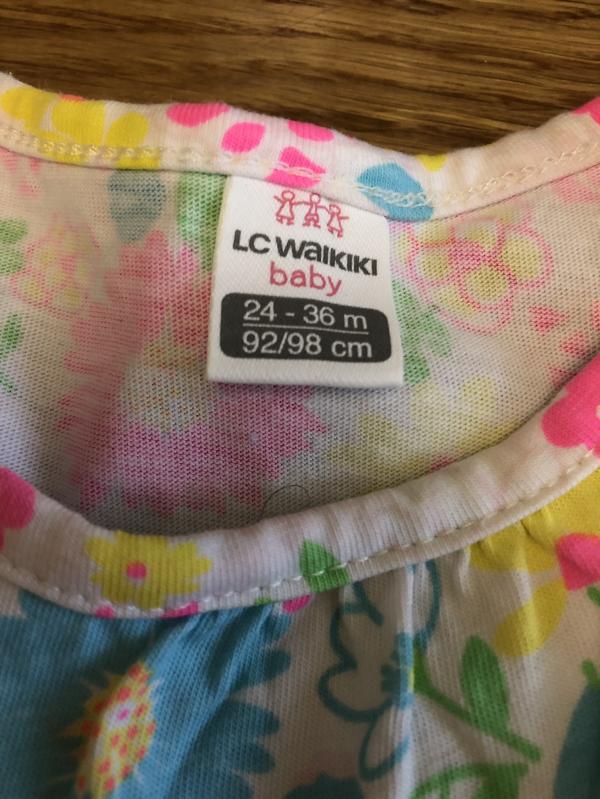 LC WAIKIKI
baby
24 - 36 m
92/98 cm